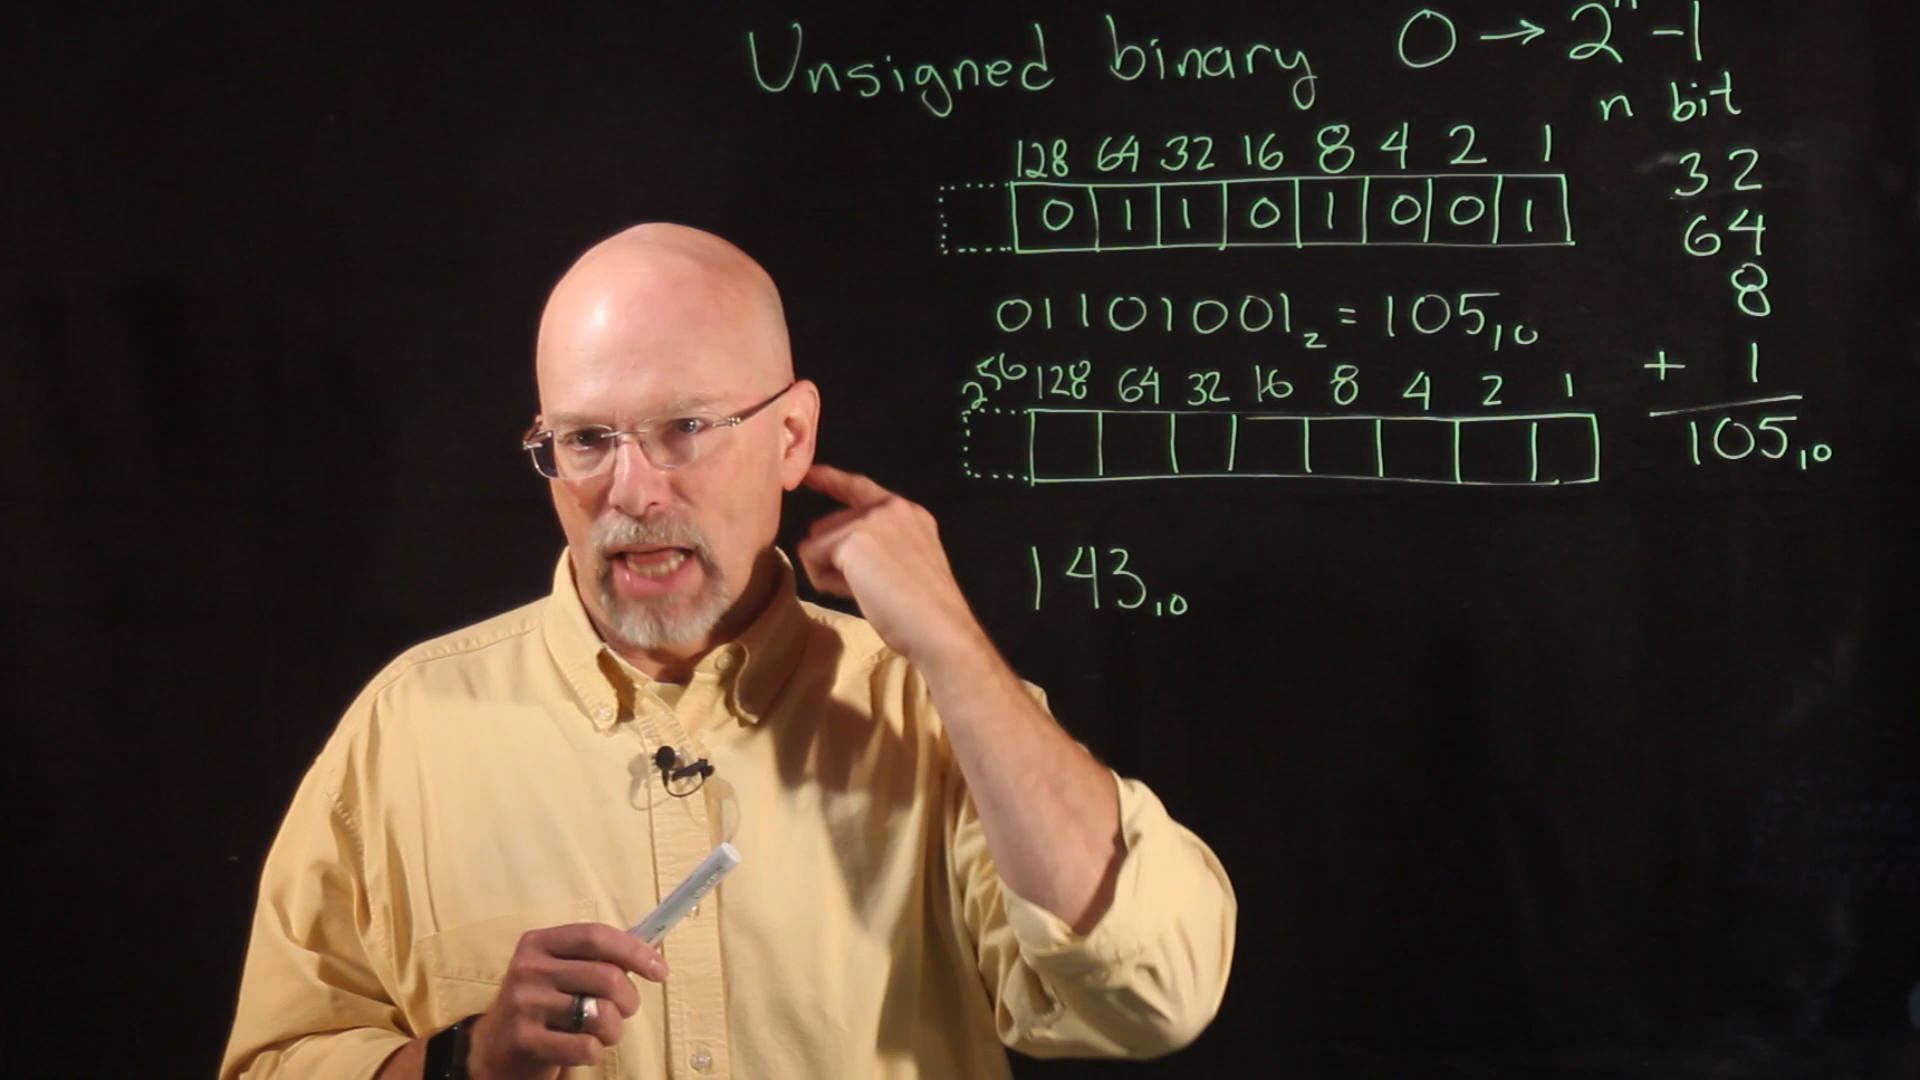 Unsigned binary 0 → 2ⁿ-1
n bit
128 64 32 16 8 4 2 1
0 1 1 0 1 0 0 1
01101001₂ = 105₁₀
256 128 64 32 16 8 4 2 1
143₁₀
32
64
8
+ 1
105₁₀